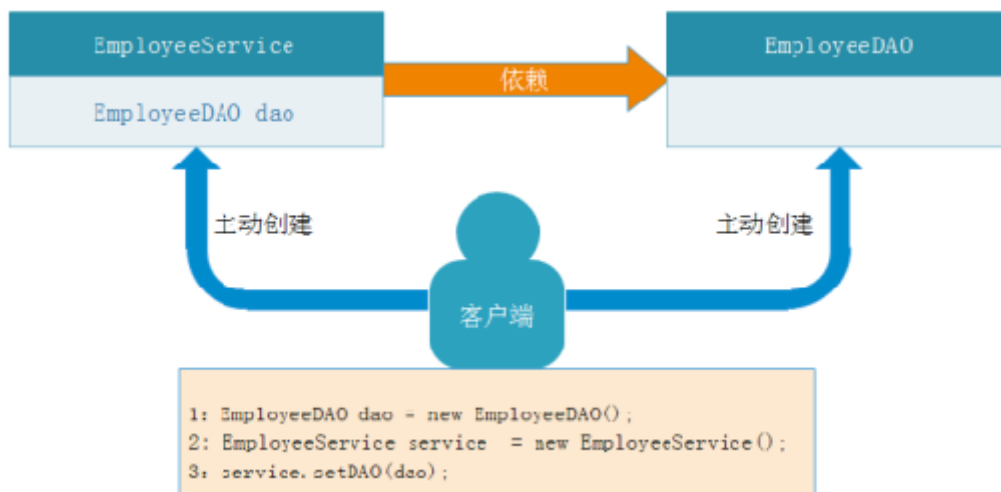 EmployeeService
EmployeeDAO
依赖
EmployeeDAO dao
主动创建
主动创建
客户端
1: EmployeeDAO dao = new EmployeeDAO();
2: EmployeeService service = new EmployeeService();
3: service.setDAO(dao);